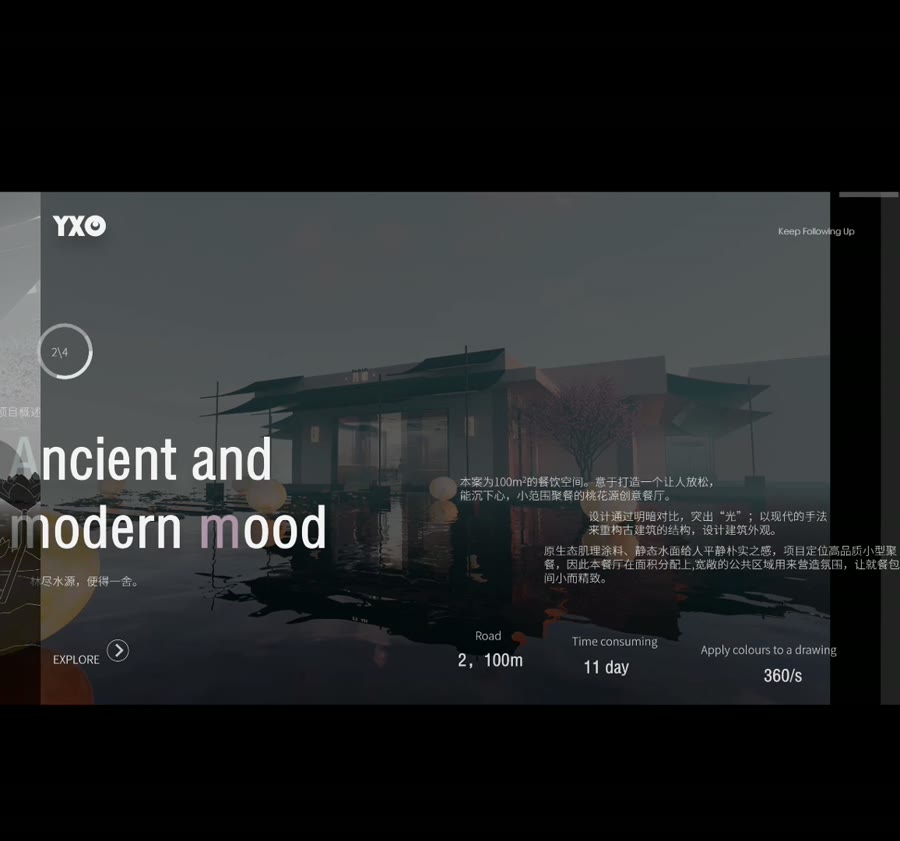 YXO
Keep Following Up
2\4
项目概述
Ancient and
modern mood
林尽水源，便得一舍。
本案为100m²的餐饮空间。意于打造一个让人放松，
能沉下心，小范围聚餐的桃花源创意餐厅。
设计通过明暗对比，突出“光”；以现代的手法
来重构古建筑的结构，设计建筑外观。
原生态肌理涂料、静态水面给人平静朴实之感，项目定位高品质小型聚
餐，因此本餐厅在面积分配上,宽敞的公共区域用来营造氛围，让就餐包
间小而精致。
EXPLORE
Road
2，100m
Time consuming
11 day
Apply colours to a drawing
360/s